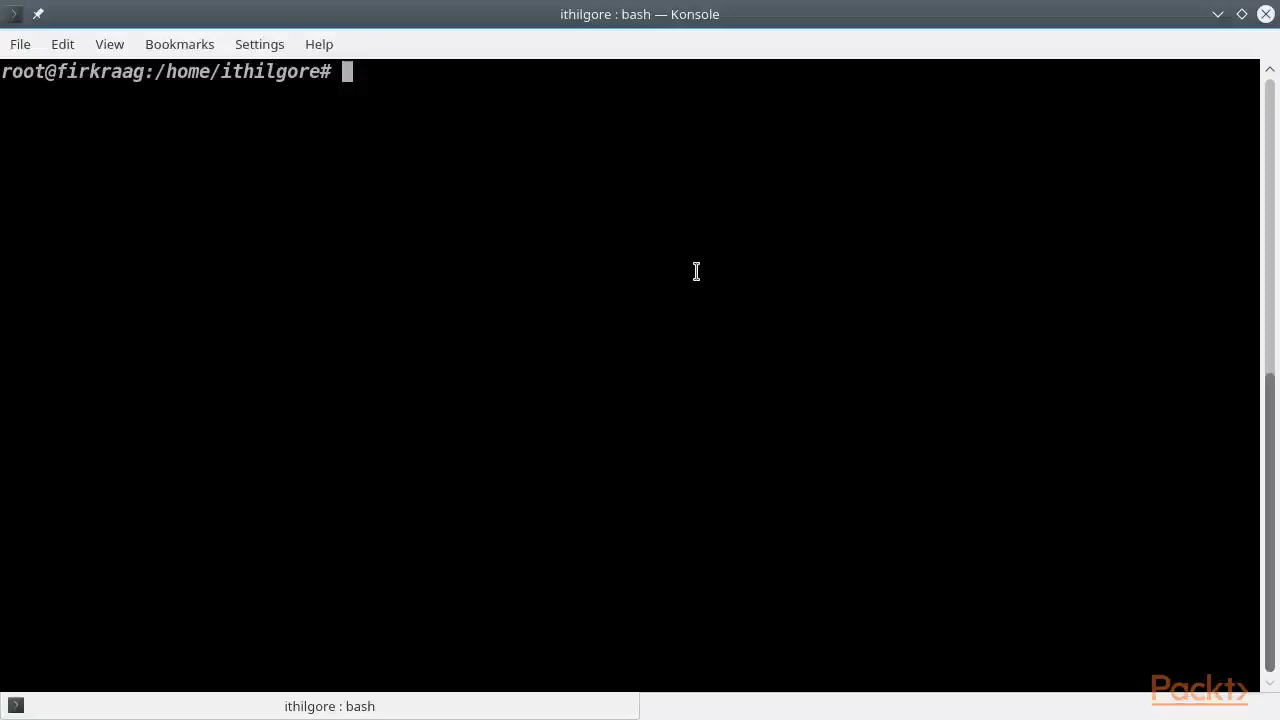 ithilgore : bash — Konsole
File Edit View Bookmarks Settings Help
root@firkraag:/home/ithilgore#
Packt>
ithilgore : bash